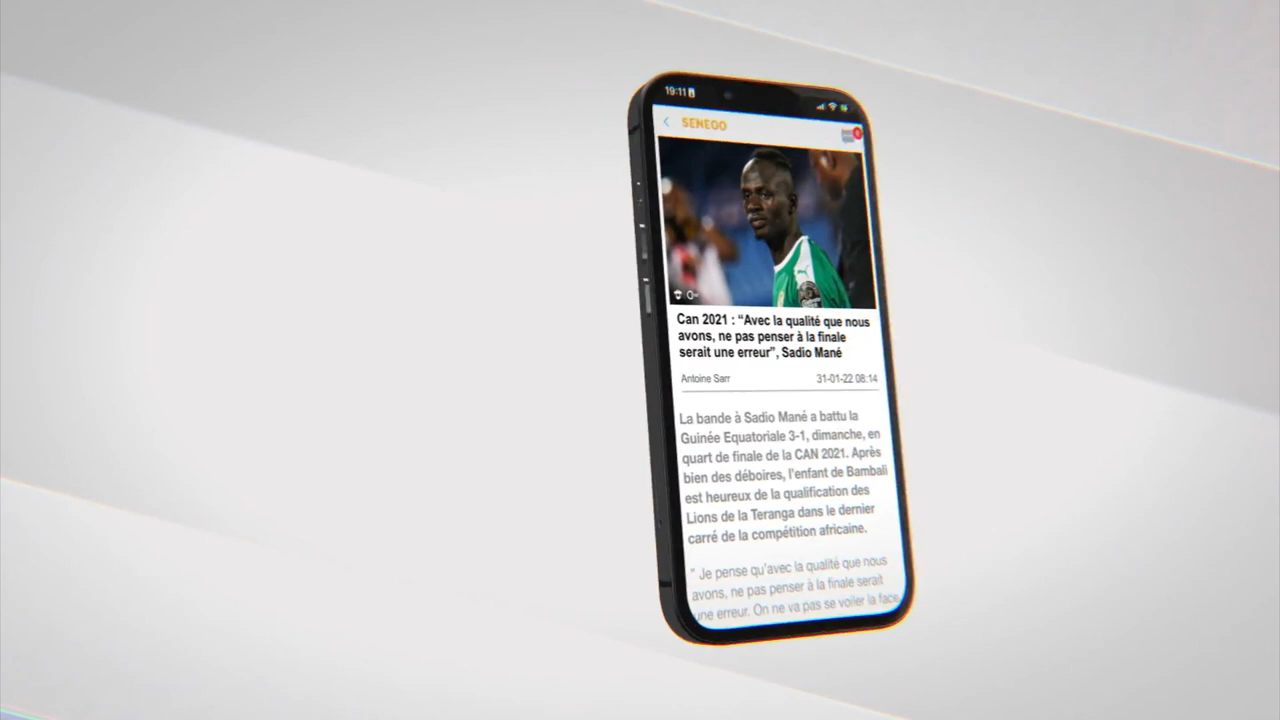 19:11
SENEGO
Can 2021 : “Avec la qualité que nous
avons, ne pas penser à la finale
serait une erreur”, Sadio Mané
Antoine Sarr 31-01-22 08:14
La bande à Sadio Mané a battu la
Guinée Equatoriale 3-1, dimanche, en
quart de finale de la CAN 2021. Après
bien des déboires, l’enfant de Bambali
est heureux de la qualification des
Lions de la Teranga dans le dernier
carré de la compétition africaine.
“ Je pense qu’avec la qualité que nous
avons, ne pas penser à la finale serait
une erreur. On ne va pas se voiler la face